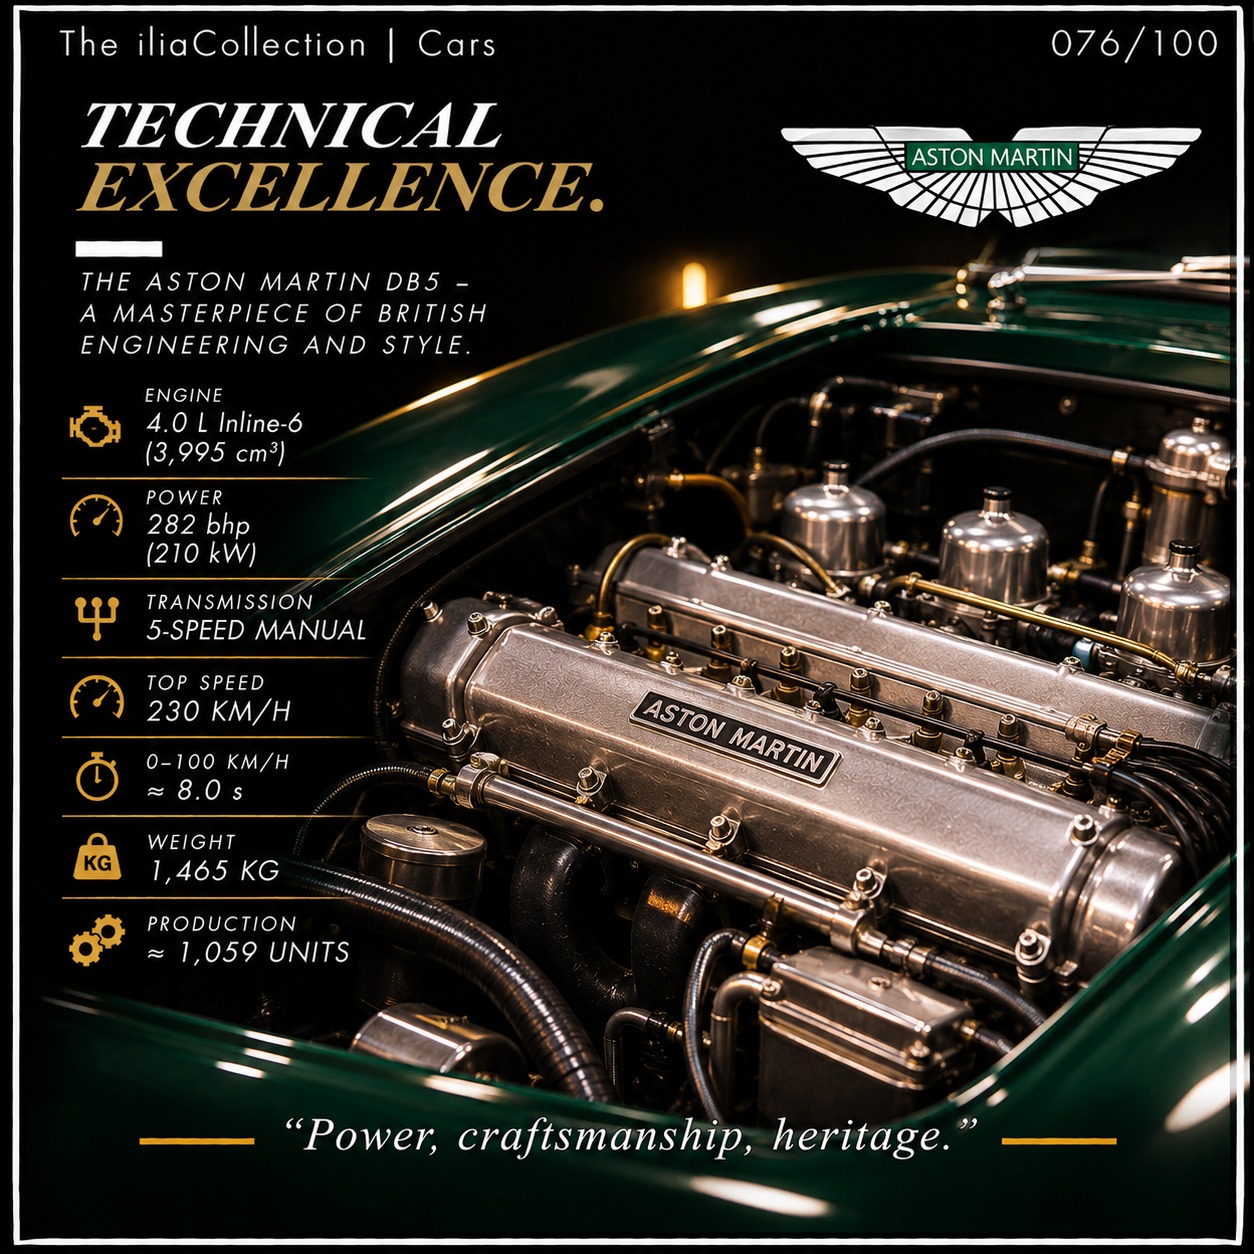 The iliaCollection | Cars
076/100
TECHNICAL
EXCELLENCE.
ASTON MARTIN
THE ASTON MARTIN DB5 –
A MASTERPIECE OF BRITISH
ENGINEERING AND STYLE.
ENGINE
4.0 L Inline-6
(3,995 cm³)
POWER
282 bhp
(210 kW)
TRANSMISSION
5-SPEED MANUAL
TOP SPEED
230 KM/H
0–100 KM/H
≈ 8.0 s
KG
WEIGHT
1,465 KG
PRODUCTION
≈ 1,059 UNITS
ASTON MARTIN
“Power, craftsmanship, heritage.”